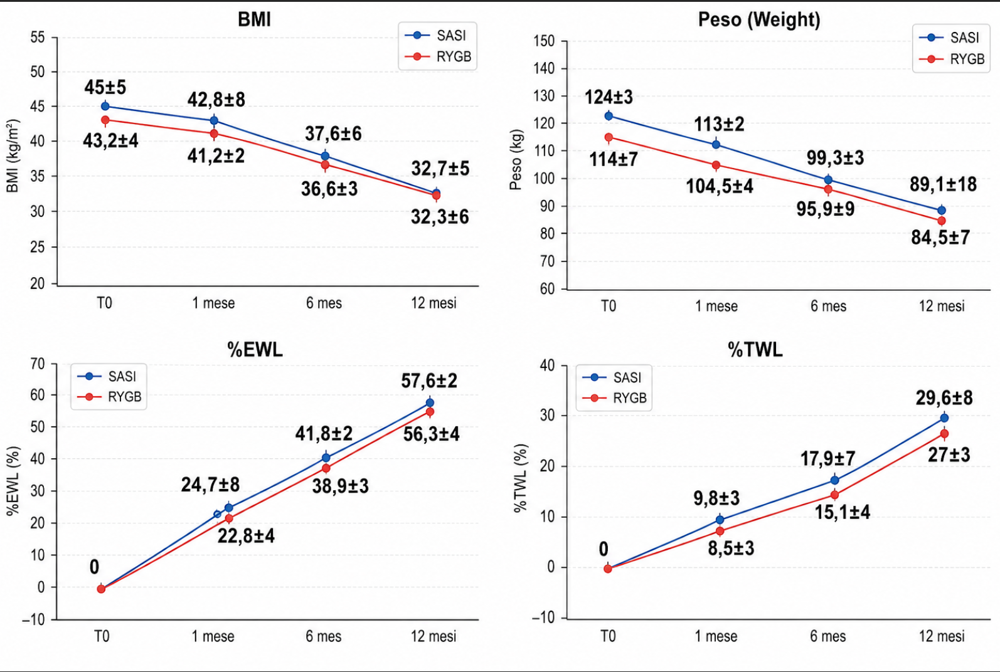 BMI
SASI
RYGB
55
50
45
40
35
30
25
20
BMI (kg/m²)
45±5
43,2±4
42,8±8
41,2±2
37,6±6
36,6±3
32,7±5
32,3±6
T0
1 mese
6 mes
12 mesi
Peso (Weight)
SASI
RYGB
150
140
130
120
110
100
90
80
70
60
Peso (kg)
124±3
114±7
113±2
104,5±4
99,3±3
95,9±9
89,1±18
84,5±7
T0
1 mese
6 mes
12 mesi
%EWL
SASI
RYGB
70
60
50
40
30
20
10
0
–10
%EWL (%)
0
24,7±8
22,8±4
41,8±2
38,9±3
57,6±2
56,3±4
T0
1 mese
6 mes
12 mesi
%TWL
SASI
RYGB
40
30
20
10
0
–10
%TWL (%)
0
9,8±3
8,5±3
17,9±7
15,1±4
29,6±8
27±3
T0
1 mese
6 mes
12 mesi